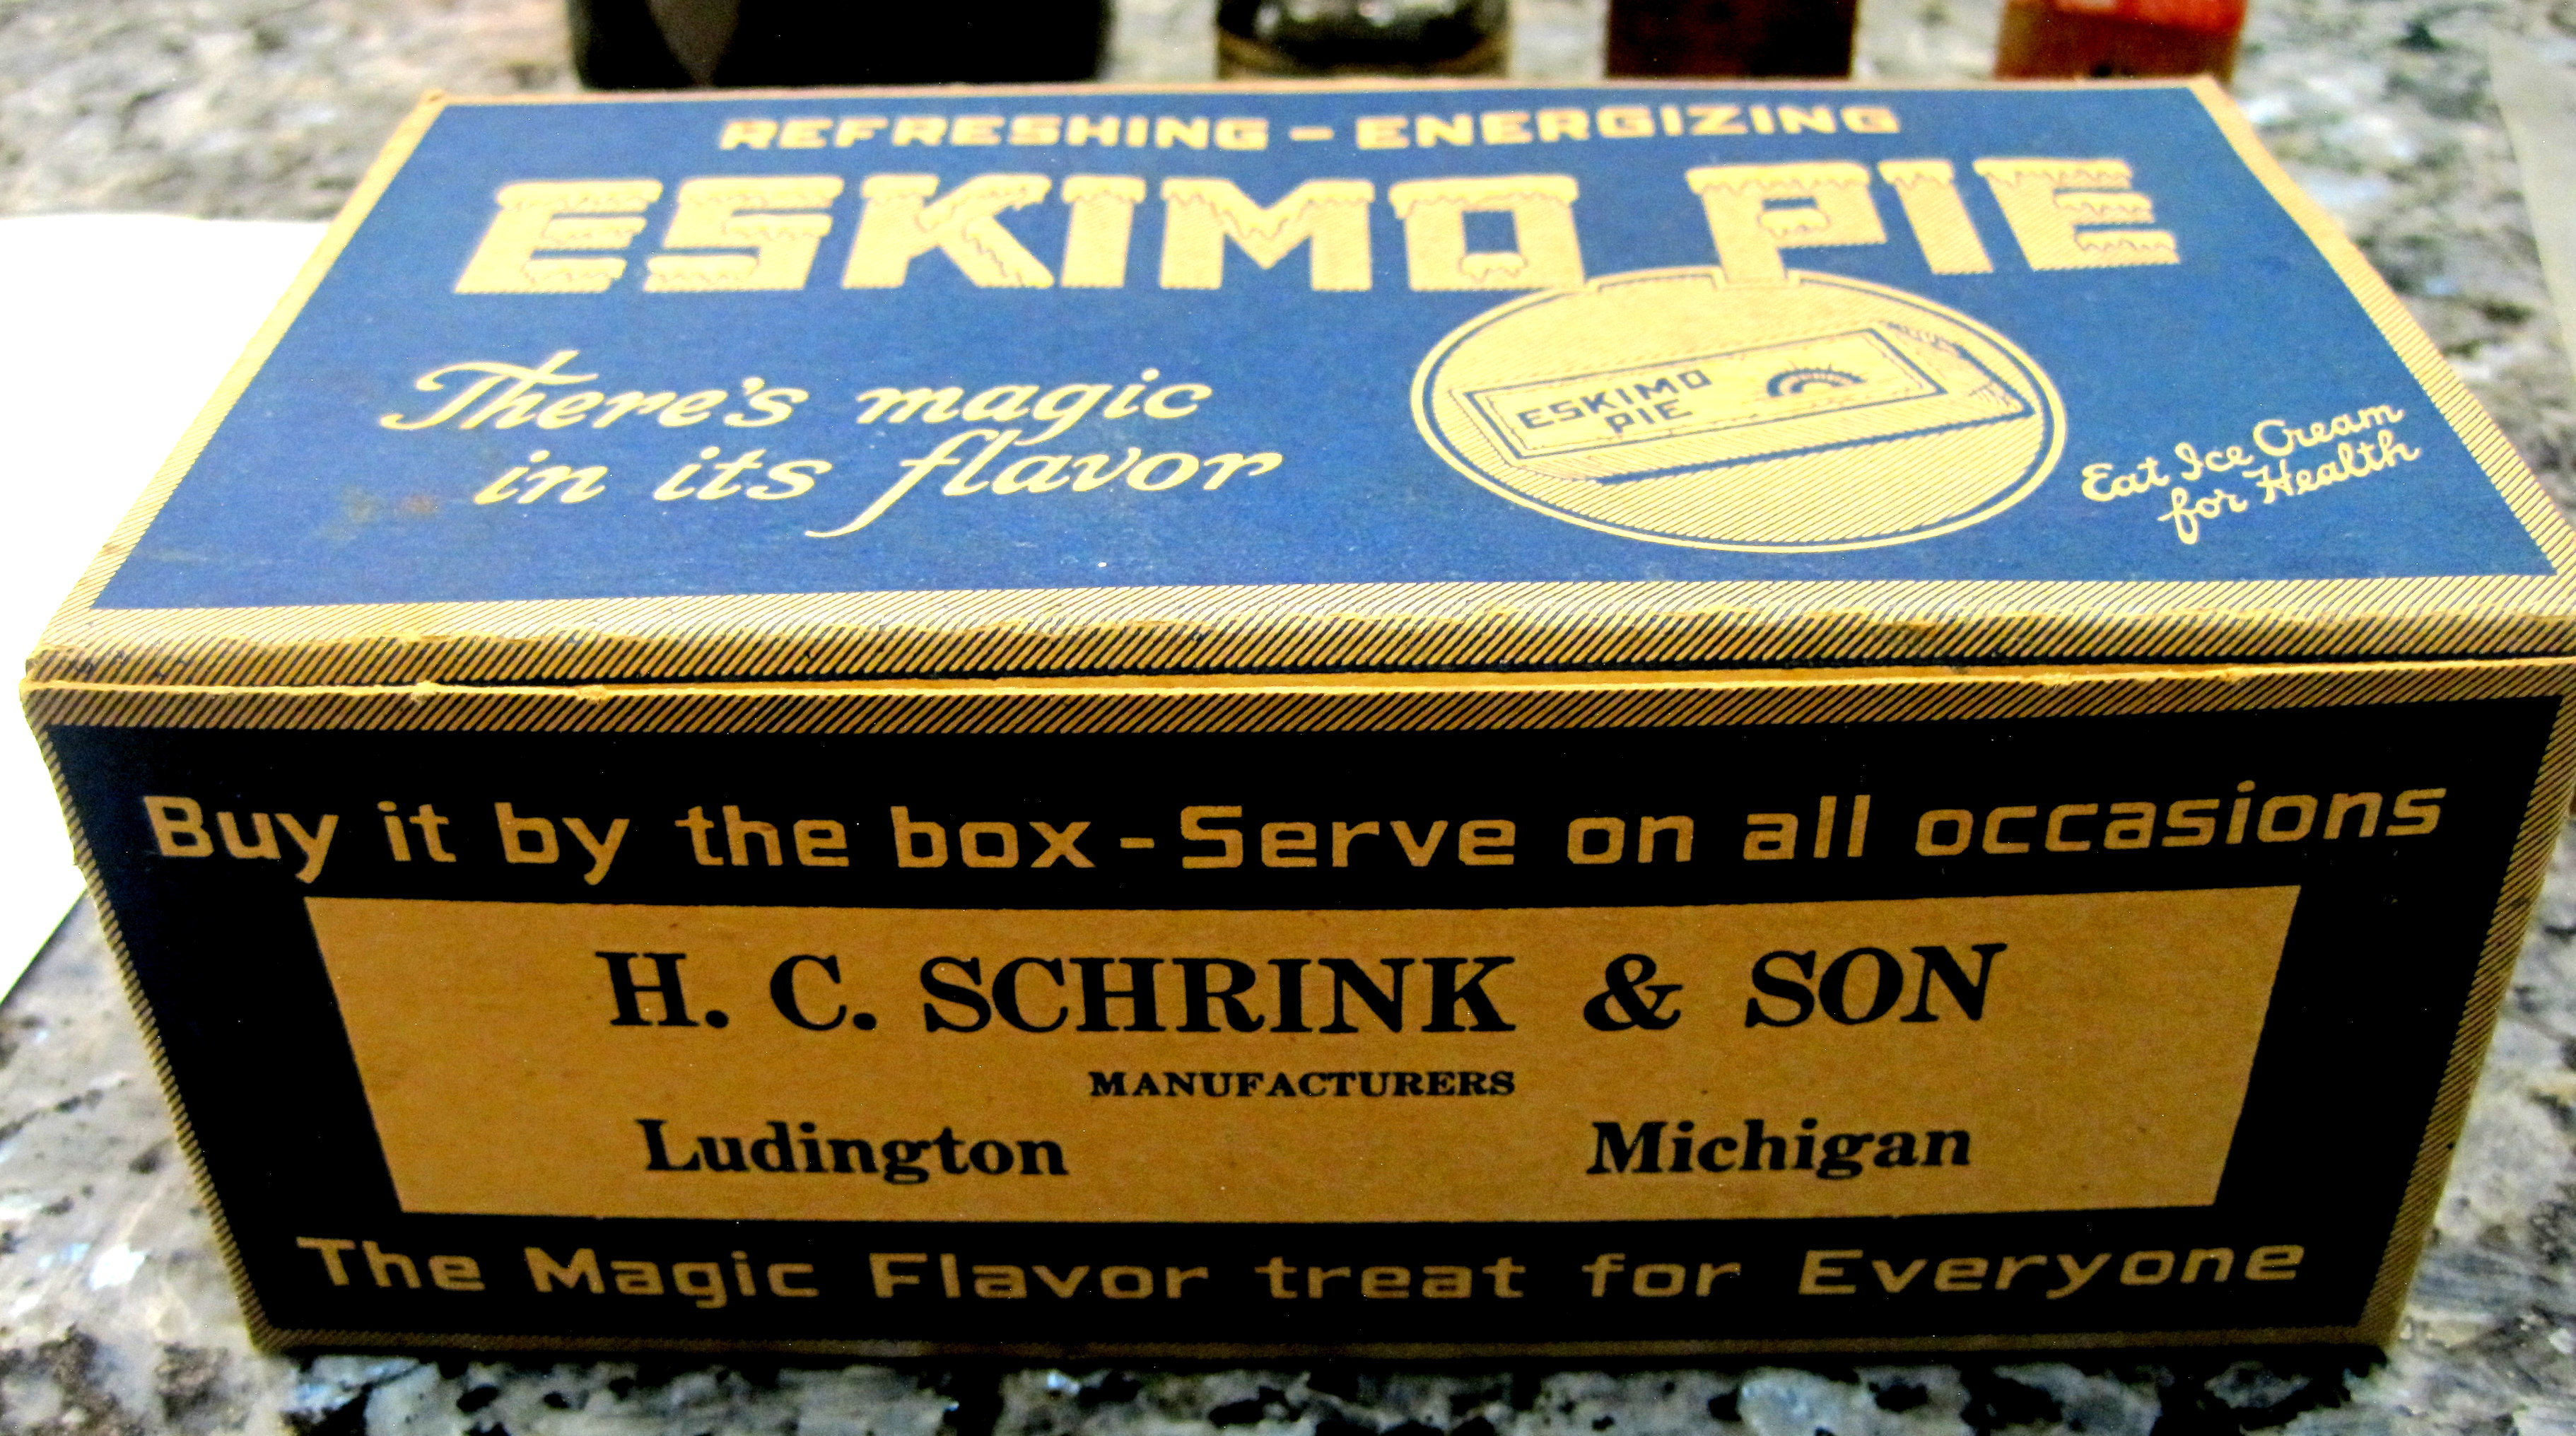 REFRESHING - ENERGIZING
ESKIMO PIE
There's magic
in its flavor
ESKIMO
PIE
Eat Ice Cream
for Health
Buy it by the box - Serve on all occasions
H. C. SCHRINK & SON
MANUFACTURERS
Ludington Michigan
The Magic Flavor treat for Everyone